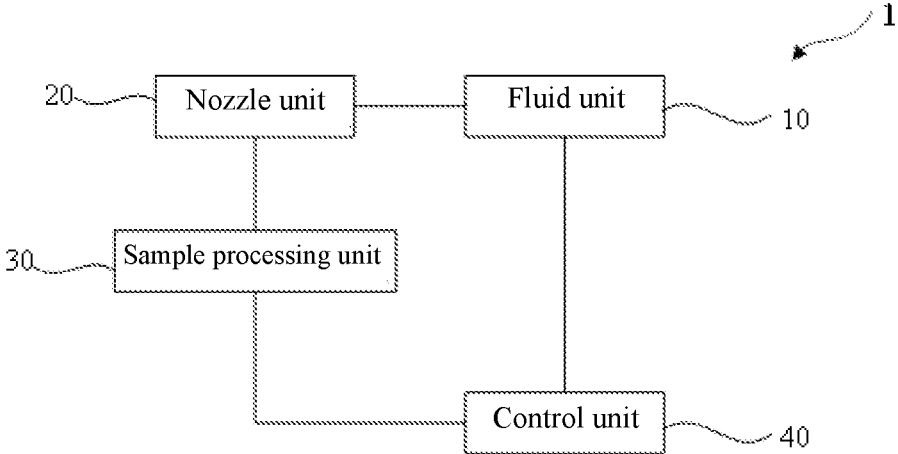 1
20
Nozzle unit
Fluid unit
10
30
Sample processing unit
Control unit
40